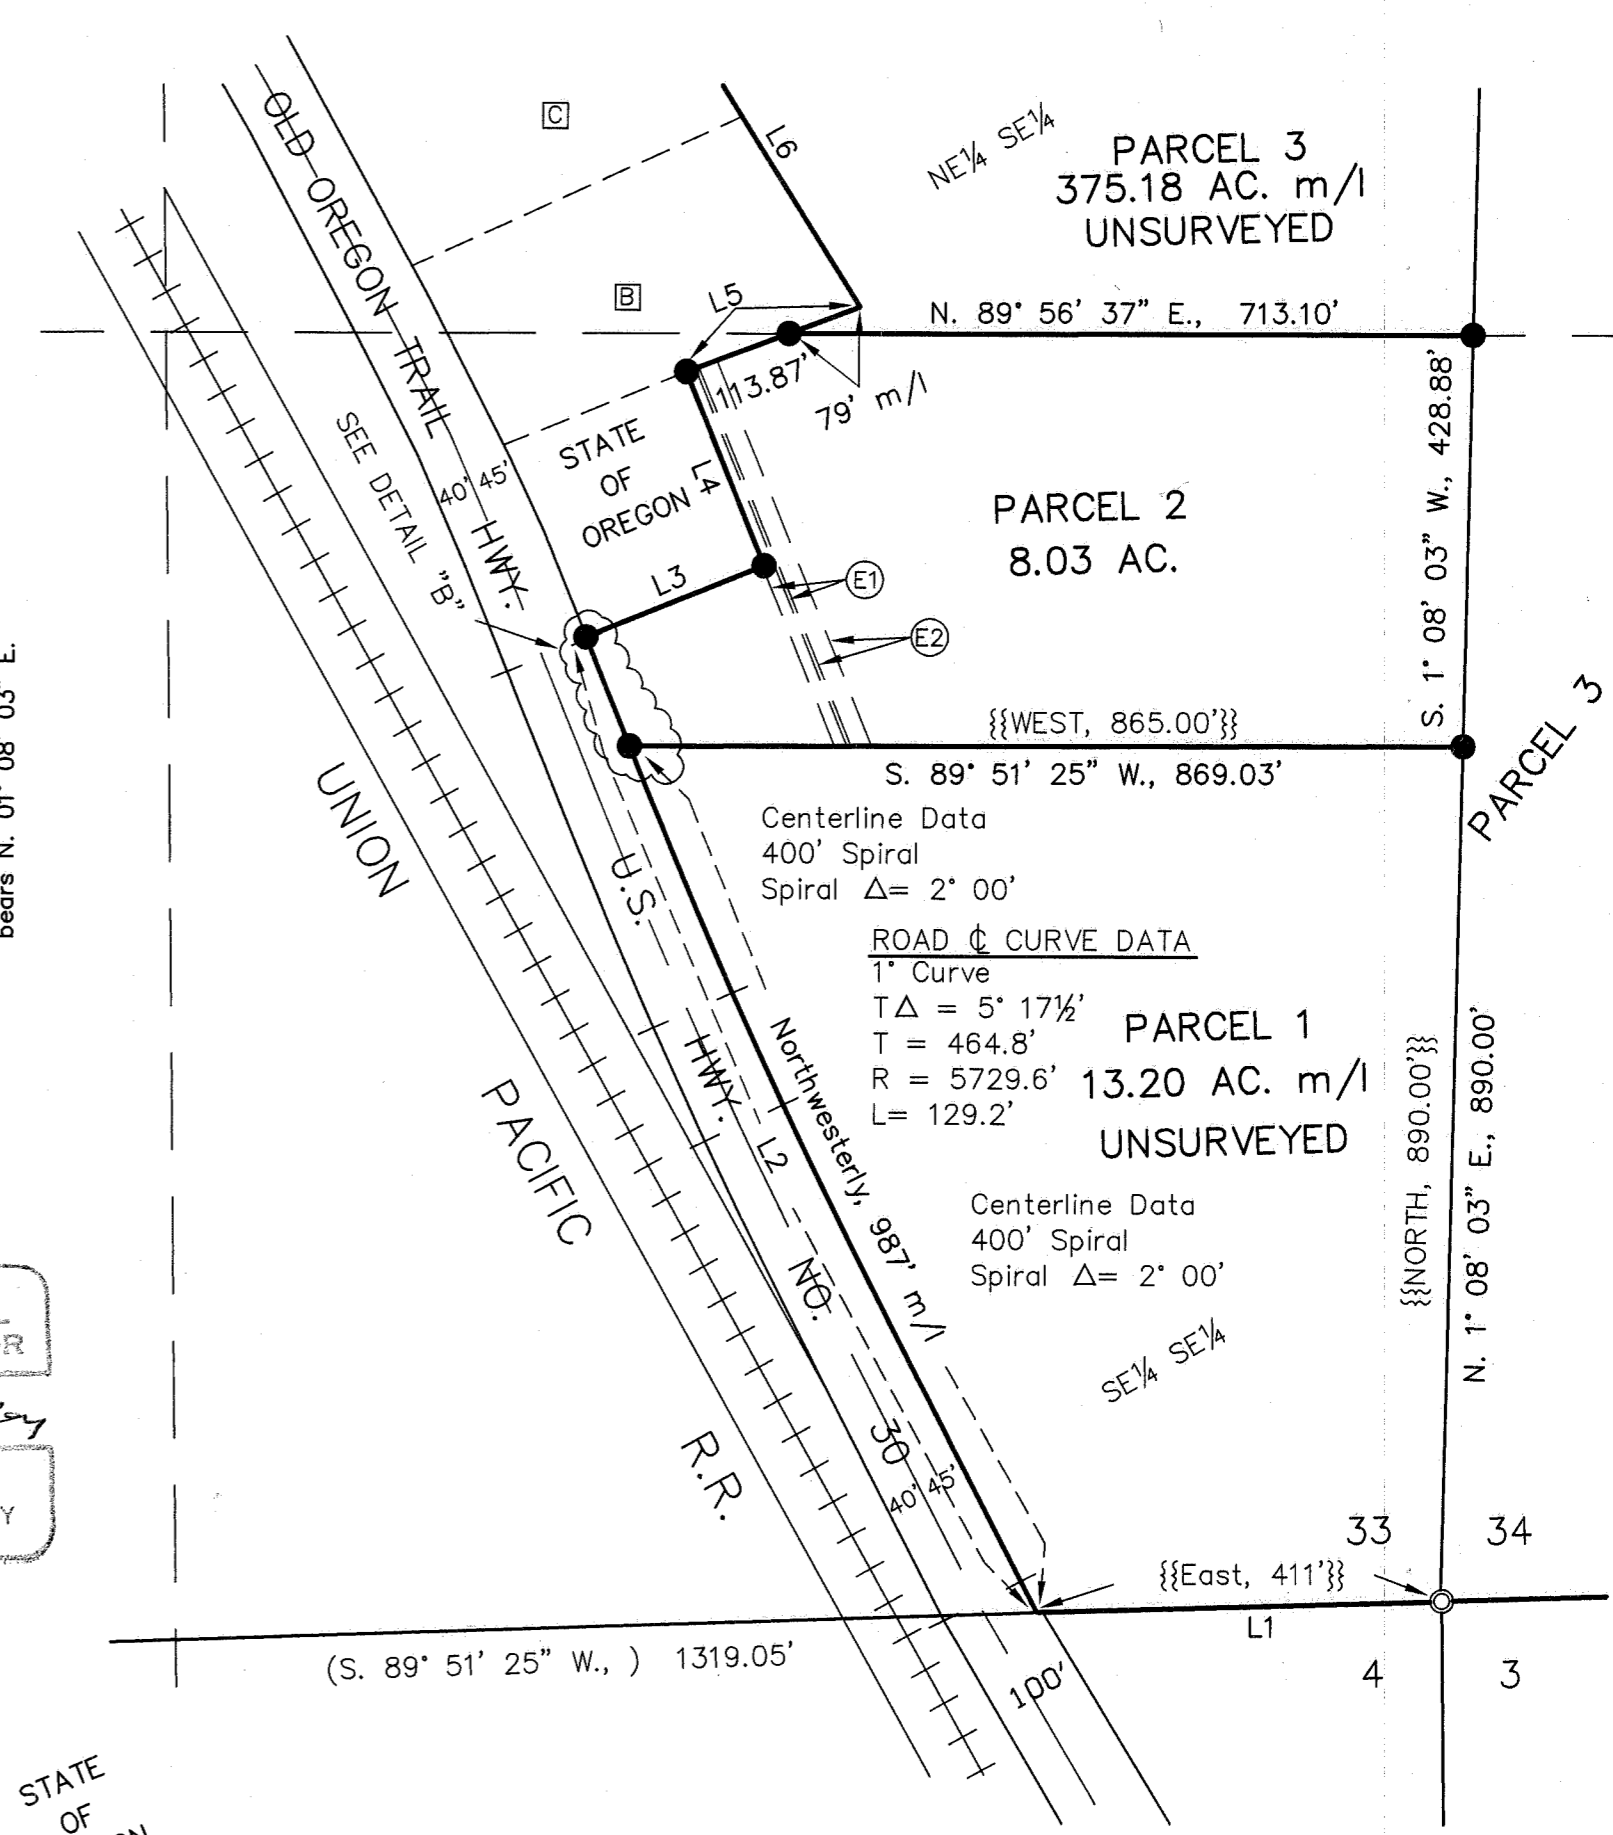 OLD OREGON TRAIL HWY.
C
L6
NE¼ SE¼
PARCEL 3
375.18 AC. m/l
UNSURVEYED
B
L5
N. 89° 56' 37" E., 713.10'
113.87'
79' m/l
S. 1° 08' 03" W., 428.88'
SEE DETAIL "B"
40' 45'
STATE
OF
OREGON
L4
L3
E1
E2
PARCEL 2
8.03 AC.
bears N. 01° 08' 03" E.
{{WEST, 865.00'}}
S. 89° 51' 25" W., 869.03'
PARCEL 3
UNION
PACIFIC
R.R.
U.S.
HWY.
NO.
30
Centerline Data
400' Spiral
Spiral Δ= 2° 00'
ROAD ℄ CURVE DATA
1° Curve
TΔ = 5° 17½'
T = 464.8'
R = 5729.6'
L= 129.2'
PARCEL 1
13.20 AC. m/l
UNSURVEYED
Northwesterly, 987' m/l
L2
{{NORTH, 890.00'}}
N. 1° 08' 03" E., 890.00'
Centerline Data
400' Spiral
Spiral Δ= 2° 00'
SE¼ SE¼
40' 45'
33
34
{{East, 411'}}
L1
4
3
(S. 89° 51' 25" W., ) 1319.05'
100'
STATE
OF
R
Y